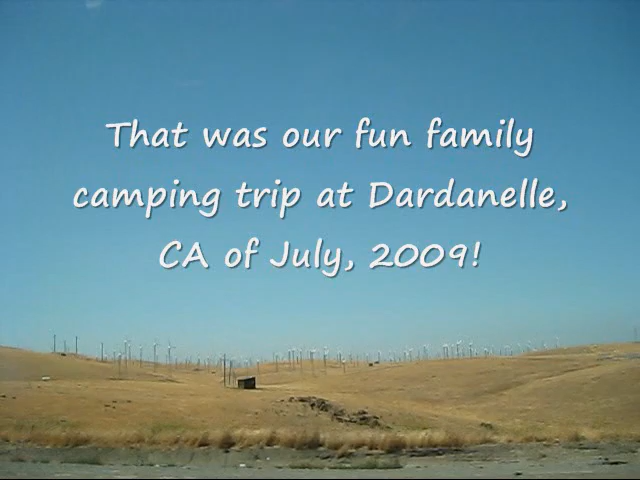 That was our fun family
camping trip at Dardanelle,
CA of July, 2009!